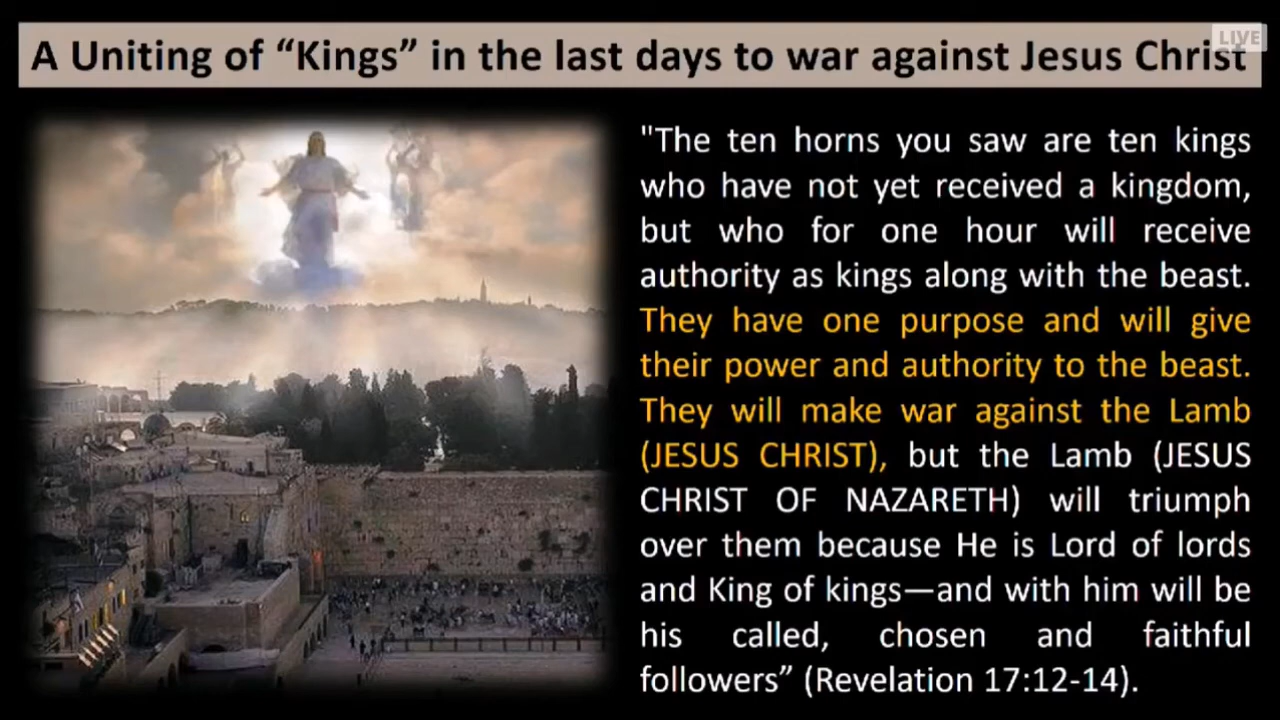 A Uniting of “Kings” in the last days to war against Jesus Christ
LIVE
"The ten horns you saw are ten kings
who have not yet received a kingdom,
but who for one hour will receive
authority as kings along with the beast.
They have one purpose and will give
their power and authority to the beast.
They will make war against the Lamb
(JESUS CHRIST), but the Lamb (JESUS
CHRIST OF NAZARETH) will triumph
over them because He is Lord of lords
and King of kings—and with him will be
his called, chosen and faithful
followers” (Revelation 17:12-14).